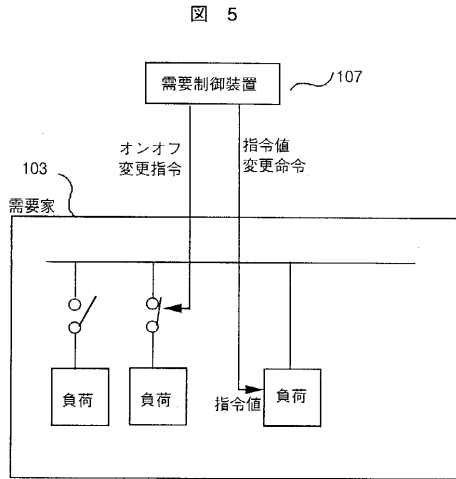 図 5
需要制御装置
107
オンオフ
変更指令
指令値
変更命令
103
需要家
負荷
負荷
指令値
負荷